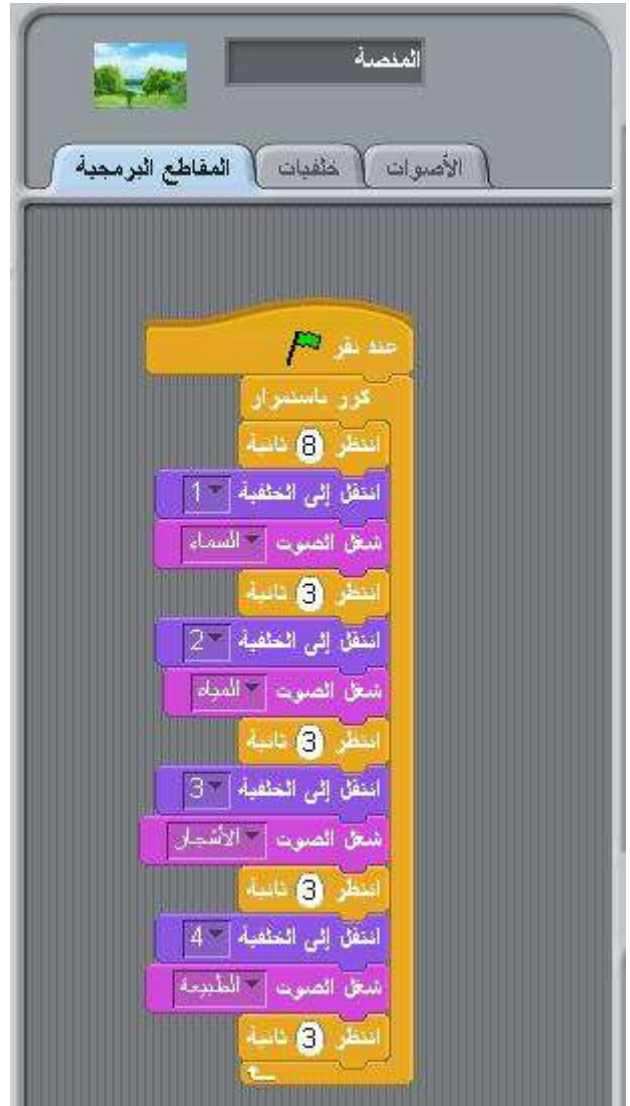 المنصة
المقاطع البرمجية خلفيات الأصوات
عند نقر
كرر باستمرار
انتظر 8 ثانية
انتقل إلى الخلفية 1
شغل الصوت السماء
انتظر 3 ثانية
انتقل إلى الخلفية 2
شغل الصوت المياه
انتظر 3 ثانية
انتقل إلى الخلفية 3
شغل الصوت الأشجار
انتظر 3 ثانية
انتقل إلى الخلفية 4
شغل الصوت الطبيعة
انتظر 3 ثانية